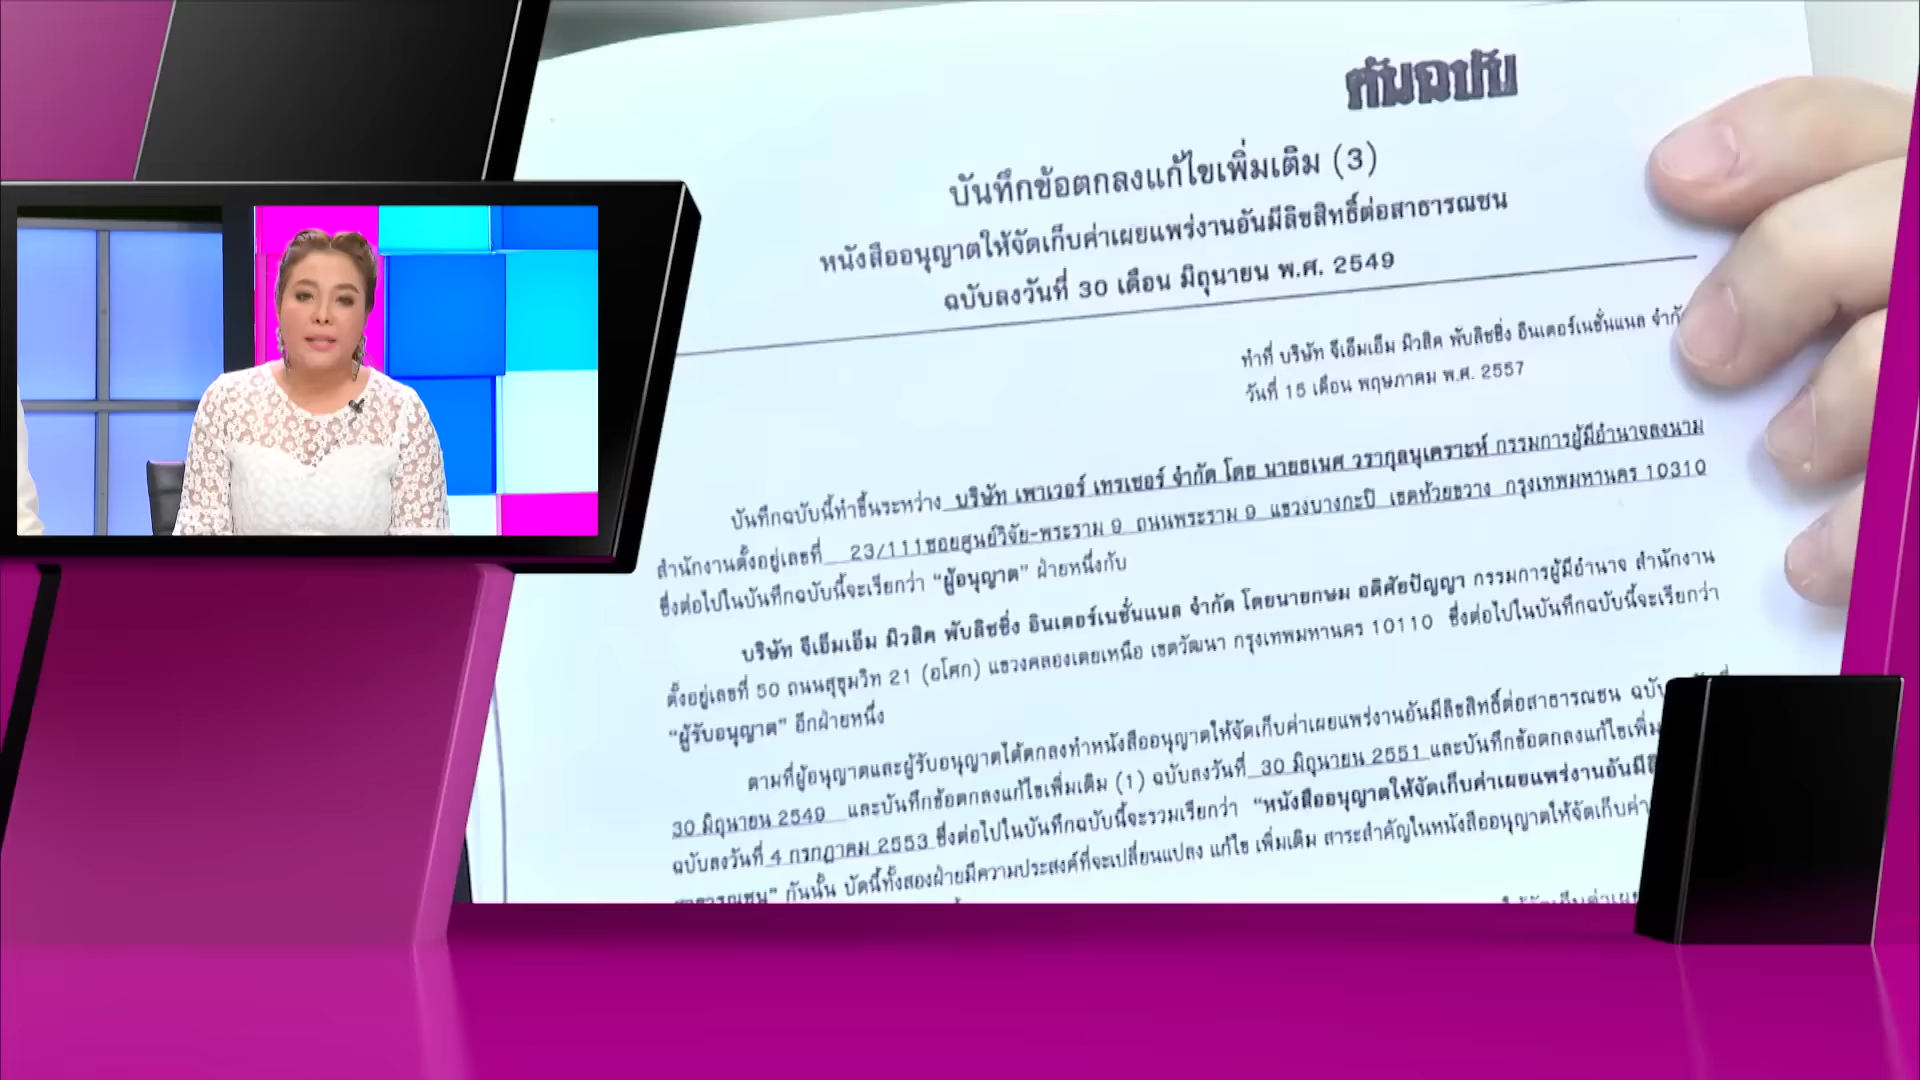 ต้นฉบับ
บันทึกข้อตกลงแก้ไขเพิ่มเติม (3)
หนังสืออนุญาตให้จัดเก็บค่าเผยแพร่งานอันมีลิขสิทธิ์ต่อสาธารณชน
ฉบับลงวันที่ 30 เดือน มิถุนายน พ.ศ. 2549
ทำที่ บริษัท จีเอ็มเอ็ม มิวสิค พับลิชชิ่ง อินเตอร์เนชั่นแนล
วันที่ 15 เดือน พฤษภาคม พ.ศ. 2557
บันทึกฉบับนี้ทำขึ้นระหว่าง บริษัท เพาเวอร์ เทรเชอร์ จำกัด โดย นายธเนศ วรากุลนุเคราะห์ กรรมการผู้มีอำนาจลงนาม
สำนักงานตั้งอยู่เลขที่ 23/111ซอยศูนย์วิจัย-พระราม 9 ถนนพระราม 9 แขวงบางกะปิ เขตห้วยขวาง กรุงเทพมหานคร 10310
ซึ่งต่อไปในบันทึกฉบับนี้จะเรียกว่า “ผู้อนุญาต” ฝ่ายหนึ่งกับ
บริษัท จีเอ็มเอ็ม มิวสิค พับลิชชิ่ง อินเตอร์เนชั่นแนล จำกัด โดยนายกษม อดิศัยปัญญา กรรมการผู้มีอำนาจ สำนักงาน
ตั้งอยู่เลขที่ 50 ถนนสุขุมวิท 21 (อโศก) แขวงคลองเตยเหนือ เขตวัฒนา กรุงเทพมหานคร 10110 ซึ่งต่อไปในบันทึกฉบับนี้จะเรียกว่า
“ผู้รับอนุญาต” อีกฝ่ายหนึ่ง
ตามที่ผู้อนุญาตและผู้รับอนุญาตได้ตกลงทำหนังสืออนุญาตให้จัดเก็บค่าเผยแพร่งานอันมีลิขสิทธิ์ต่อสาธารณชน
30 มิถุนายน 2549 และบันทึกข้อตกลงแก้ไขเพิ่มเติม (1) ฉบับลงวันที่ 30 มิถุนายน 2551 และบันทึกข้อตกลงแก้ไขเพิ่ม
ฉบับลงวันที่ 4 กรกฎาคม 2553 ซึ่งต่อไปในบันทึกฉบับนี้จะรวมเรียกว่า “หนังสืออนุญาตให้จัดเก็บค่าเผยแพร่งานอันมี
สาธารณชน” กันนั้น บัดนี้ทั้งสองฝ่ายมีความประสงค์ที่จะเปลี่ยนแปลง แก้ไข เพิ่มเติม สาระสำคัญในหนังสืออนุญาตให้จัดเก็บค่า